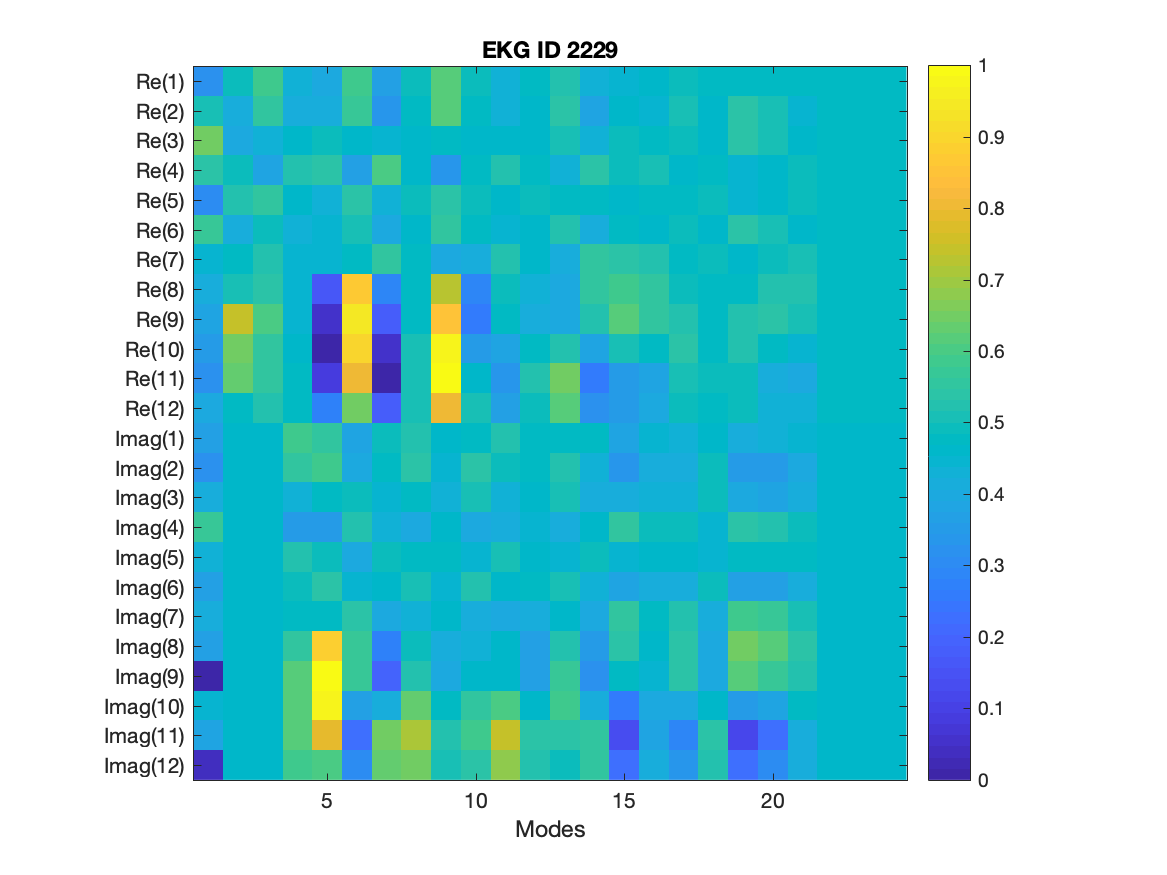 EKG ID 2229
Re(1)
Re(2)
Re(3)
Re(4)
Re(5)
Re(6)
Re(7)
Re(8)
Re(9)
Re(10)
Re(11)
Re(12)
Imag(1)
Imag(2)
Imag(3)
Imag(4)
Imag(5)
Imag(6)
Imag(7)
Imag(8)
Imag(9)
Imag(10)
Imag(11)
Imag(12)
5 10 15 20
Modes
1
0.9
0.8
0.7
0.6
0.5
0.4
0.3
0.2
0.1
0